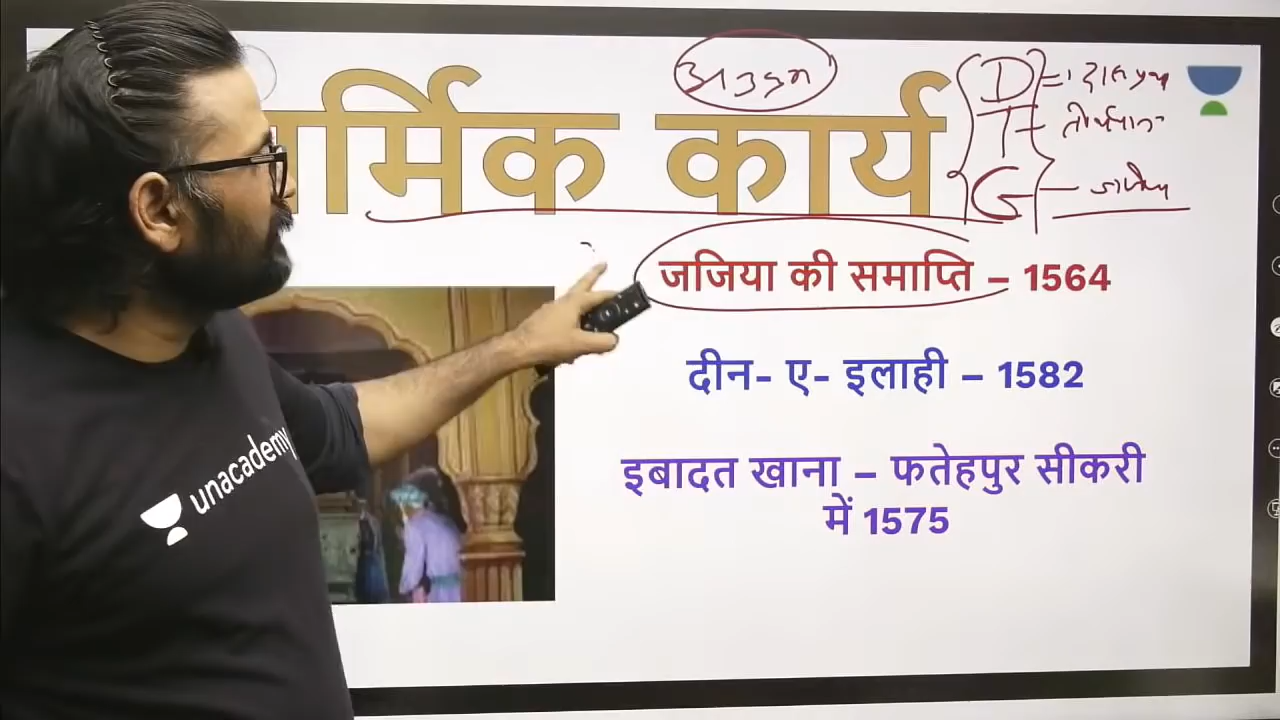 र्मिक कार्य
D
T
G
जजिया की समाप्ति – 1564
दीन- ए- इलाही – 1582
इबादत खाना – फतेहपुर सीकरी
में 1575
unacademy